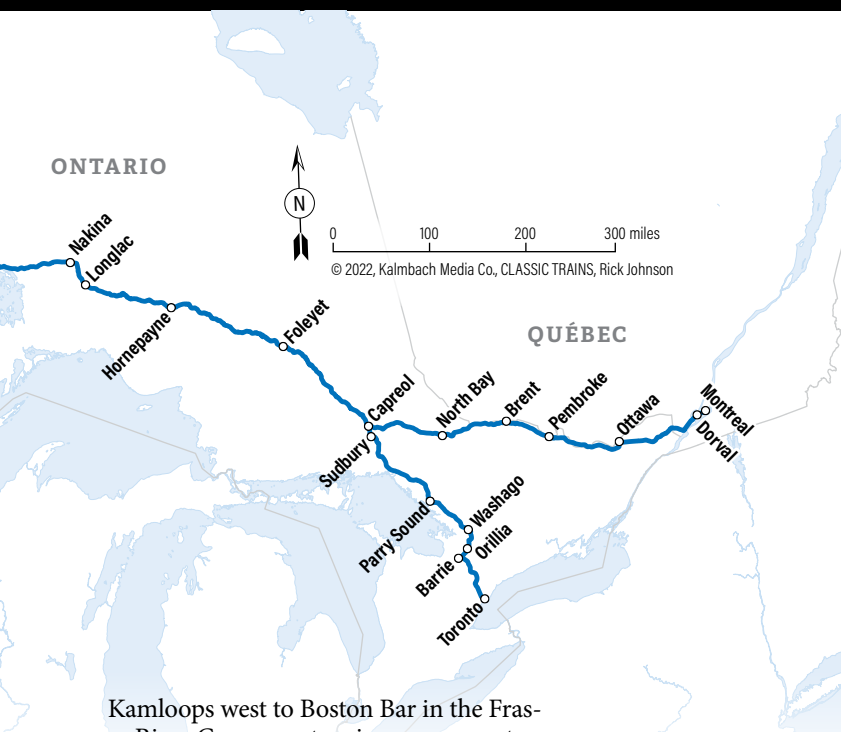 ONTARIO
N
0 100 200 300 miles
© 2022, Kalmbach Media Co., CLASSIC TRAINS, Rick Johnson
Nakina
Longlac
Hornepayne
Foleyet
QUÉBEC
Capreol
Sudbury
North Bay
Brent
Pembroke
Ottawa
Montreal
Dorval
Parry Sound
Washago
Orillia
Barrie
Toronto
Kamloops west to Boston Bar in the Fras-